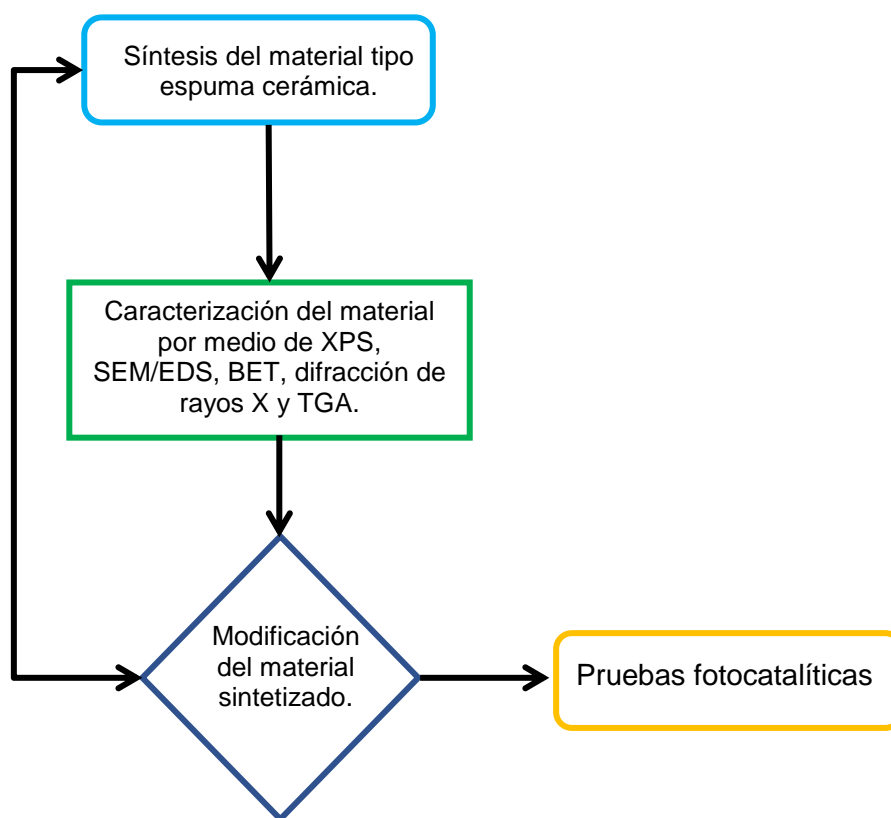 Síntesis del material tipo
espuma cerámica.
Caracterización del material
por medio de XPS,
SEM/EDS, BET, difracción de
rayos X y TGA.
Modificación
del material
sintetizado.
Pruebas fotocatalíticas